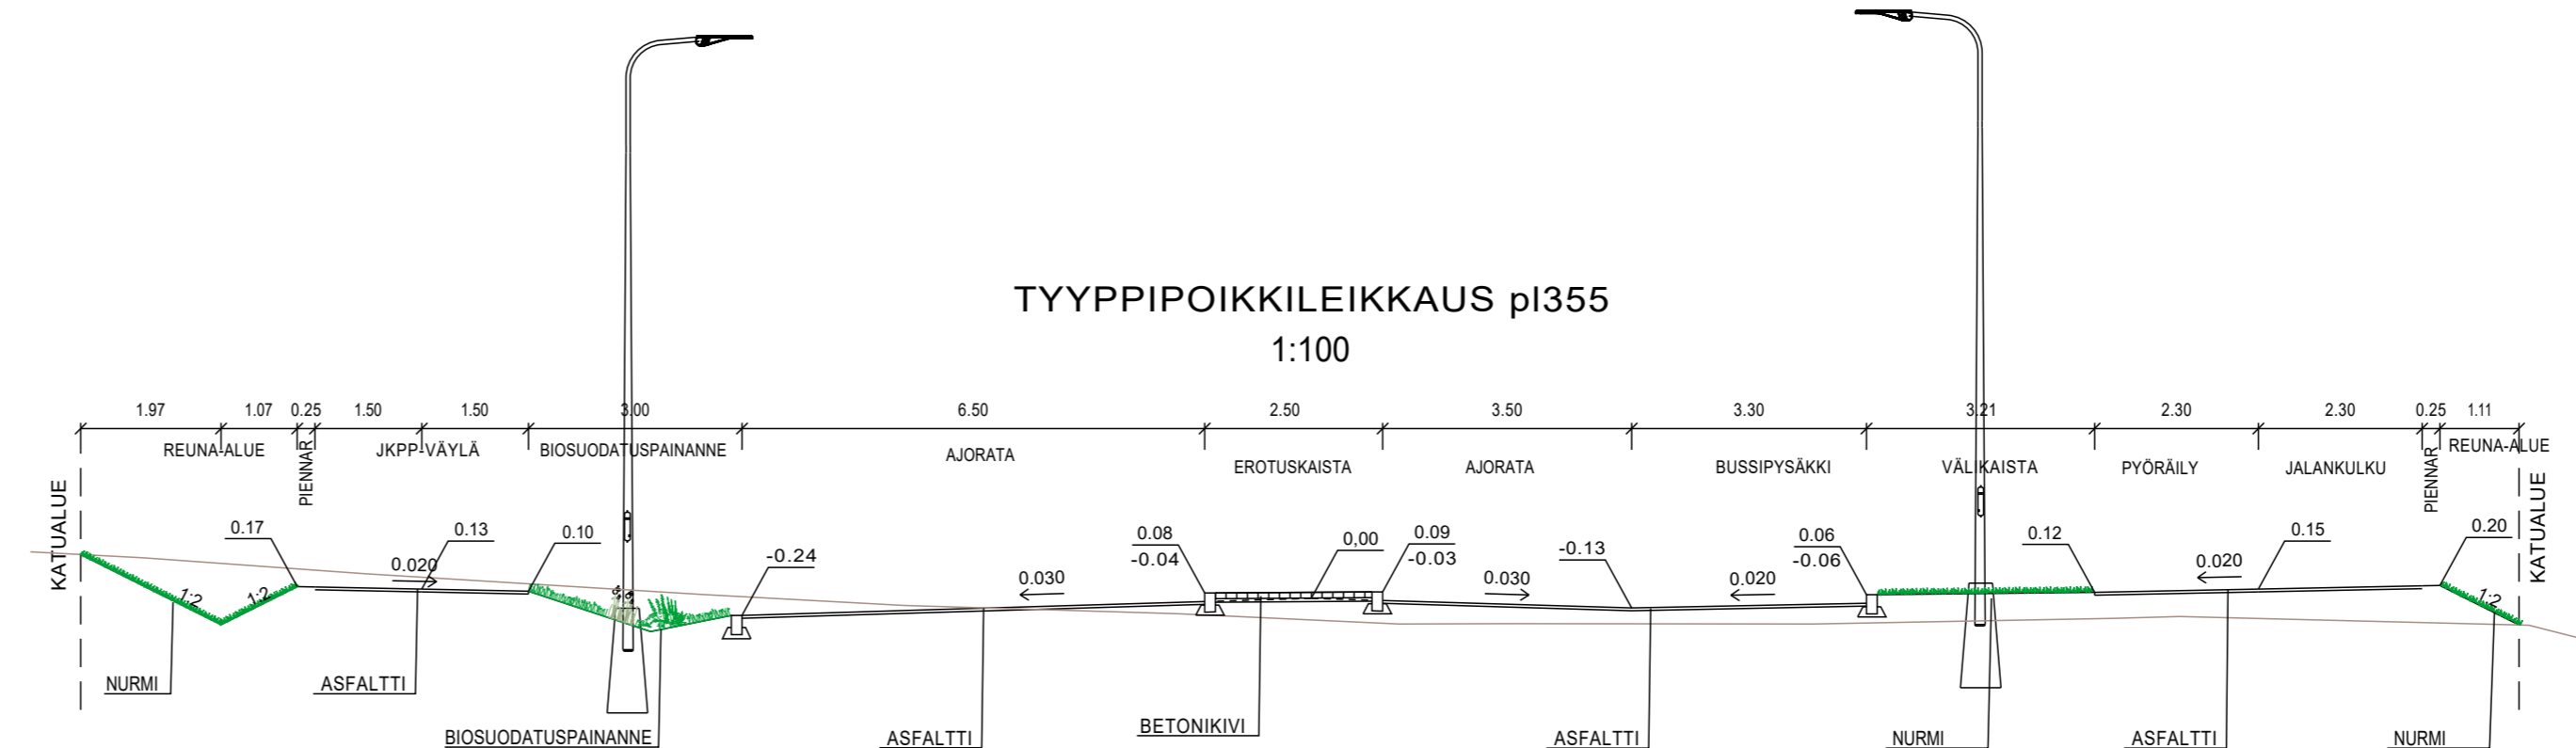 TYYPPIPOIKKILEIKKAUS pl355
1:100
1.97 1.07 0.25 1.50 1.50 3.00 6.50 2.50 3.50 3.30 3.21 2.30 2.30 0.25 1.11
REUNA-ALUE PIENNAR JKPP-VÄYLÄ BIOSUODATUSPAINANNE AJORATA EROTUSKAISTA AJORATA BUSSIPYSÄKKI VÄLIKAISTA PYÖRÄILY JALANKULKU PIENNAR REUNA-ALUE
KATUALUE KATUALUE
0.17 0.13 0.10 -0.24 0.08 0,00 0.09 -0.13 0.06 0.12 0.15 0.20
-0.04 -0.03 -0.06
0.020 0.030 0.030 0.020 0.020
1:2 1:2 1:2
NURMI ASFALTTI
BIOSUODATUSPAINANNE ASFALTTI BETONIKIVI ASFALTTI NURMI ASFALTTI NURMI